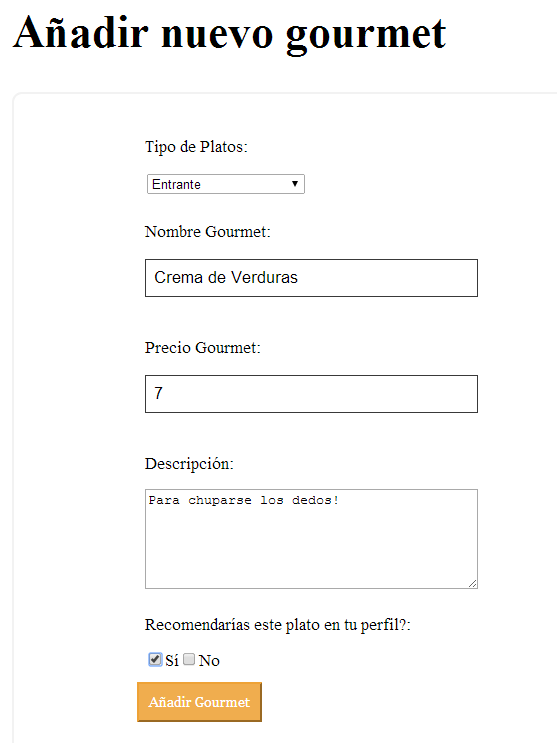 Añadir nuevo gourmet
Tipo de Platos:
Entrante
Nombre Gourmet:
Crema de Verduras
Precio Gourmet:
7
Descripción:
Para chuparse los dedos!
Recomendarías este plato en tu perfil?:
Sí No
Añadir Gourmet